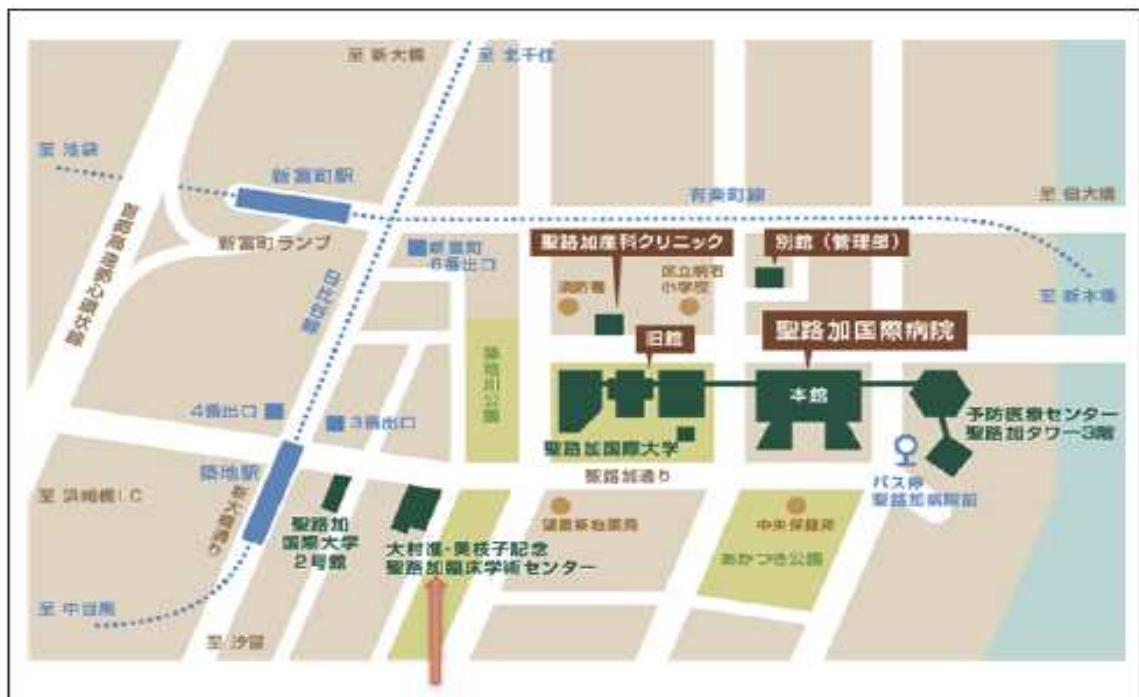 至 新大橋
至 北千住
至 池袋
新富町駅
有楽町線
至 佃大橋
首都高速都心環状線
新富町ランプ
新富町
6番出口
聖路加産科クリニック
別館（管理部）
日比谷線
消防署
区立明石
小学校
至 新木場
旧館
聖路加国際病院
築地川公園
本館
4番出口
3番出口
予防医療センター
聖路加タワー3階
聖路加国際大学
築地駅
聖路加通り
至 浜崎橋I.C
新大橋通り
バス停
聖路加病院前
聖路加
国際大学
2号館
大村進・美枝子記念
聖路加臨床学術センター
中央保健所
あかつき公園
至 中目黒
至 汐留